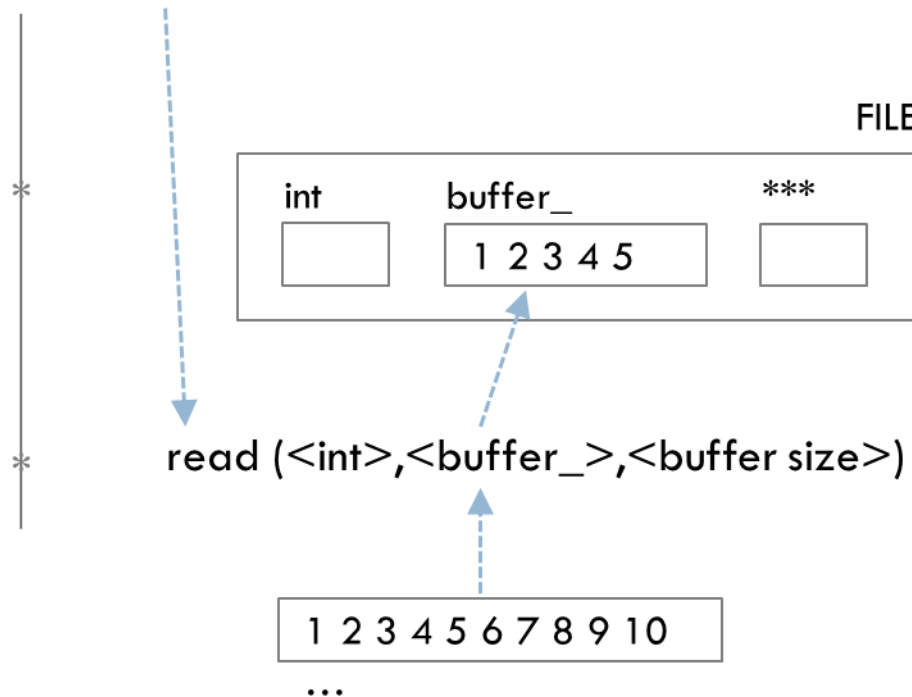 FILE
* int buffer_ ***
1 2 3 4 5
* read (<int>,<buffer_>,<buffer size>)
1 2 3 4 5 6 7 8 9 10
...